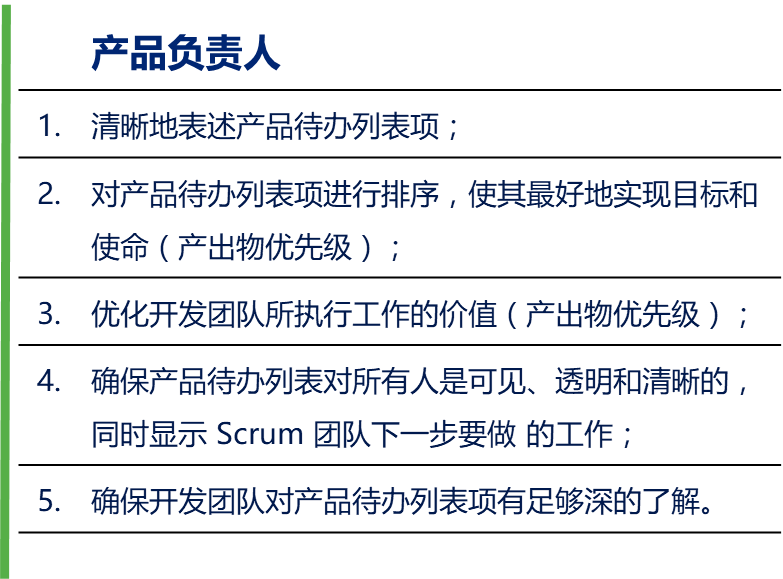 产品负责人
1. 清晰地表述产品待办列表项；
2. 对产品待办列表项进行排序，使其最好地实现目标和
使命（产出物优先级）；
3. 优化开发团队所执行工作的价值（产出物优先级）；
4. 确保产品待办列表对所有人是可见、透明和清晰的，
同时显示 Scrum 团队下一步要做 的工作；
5. 确保开发团队对产品待办列表项有足够深的了解。